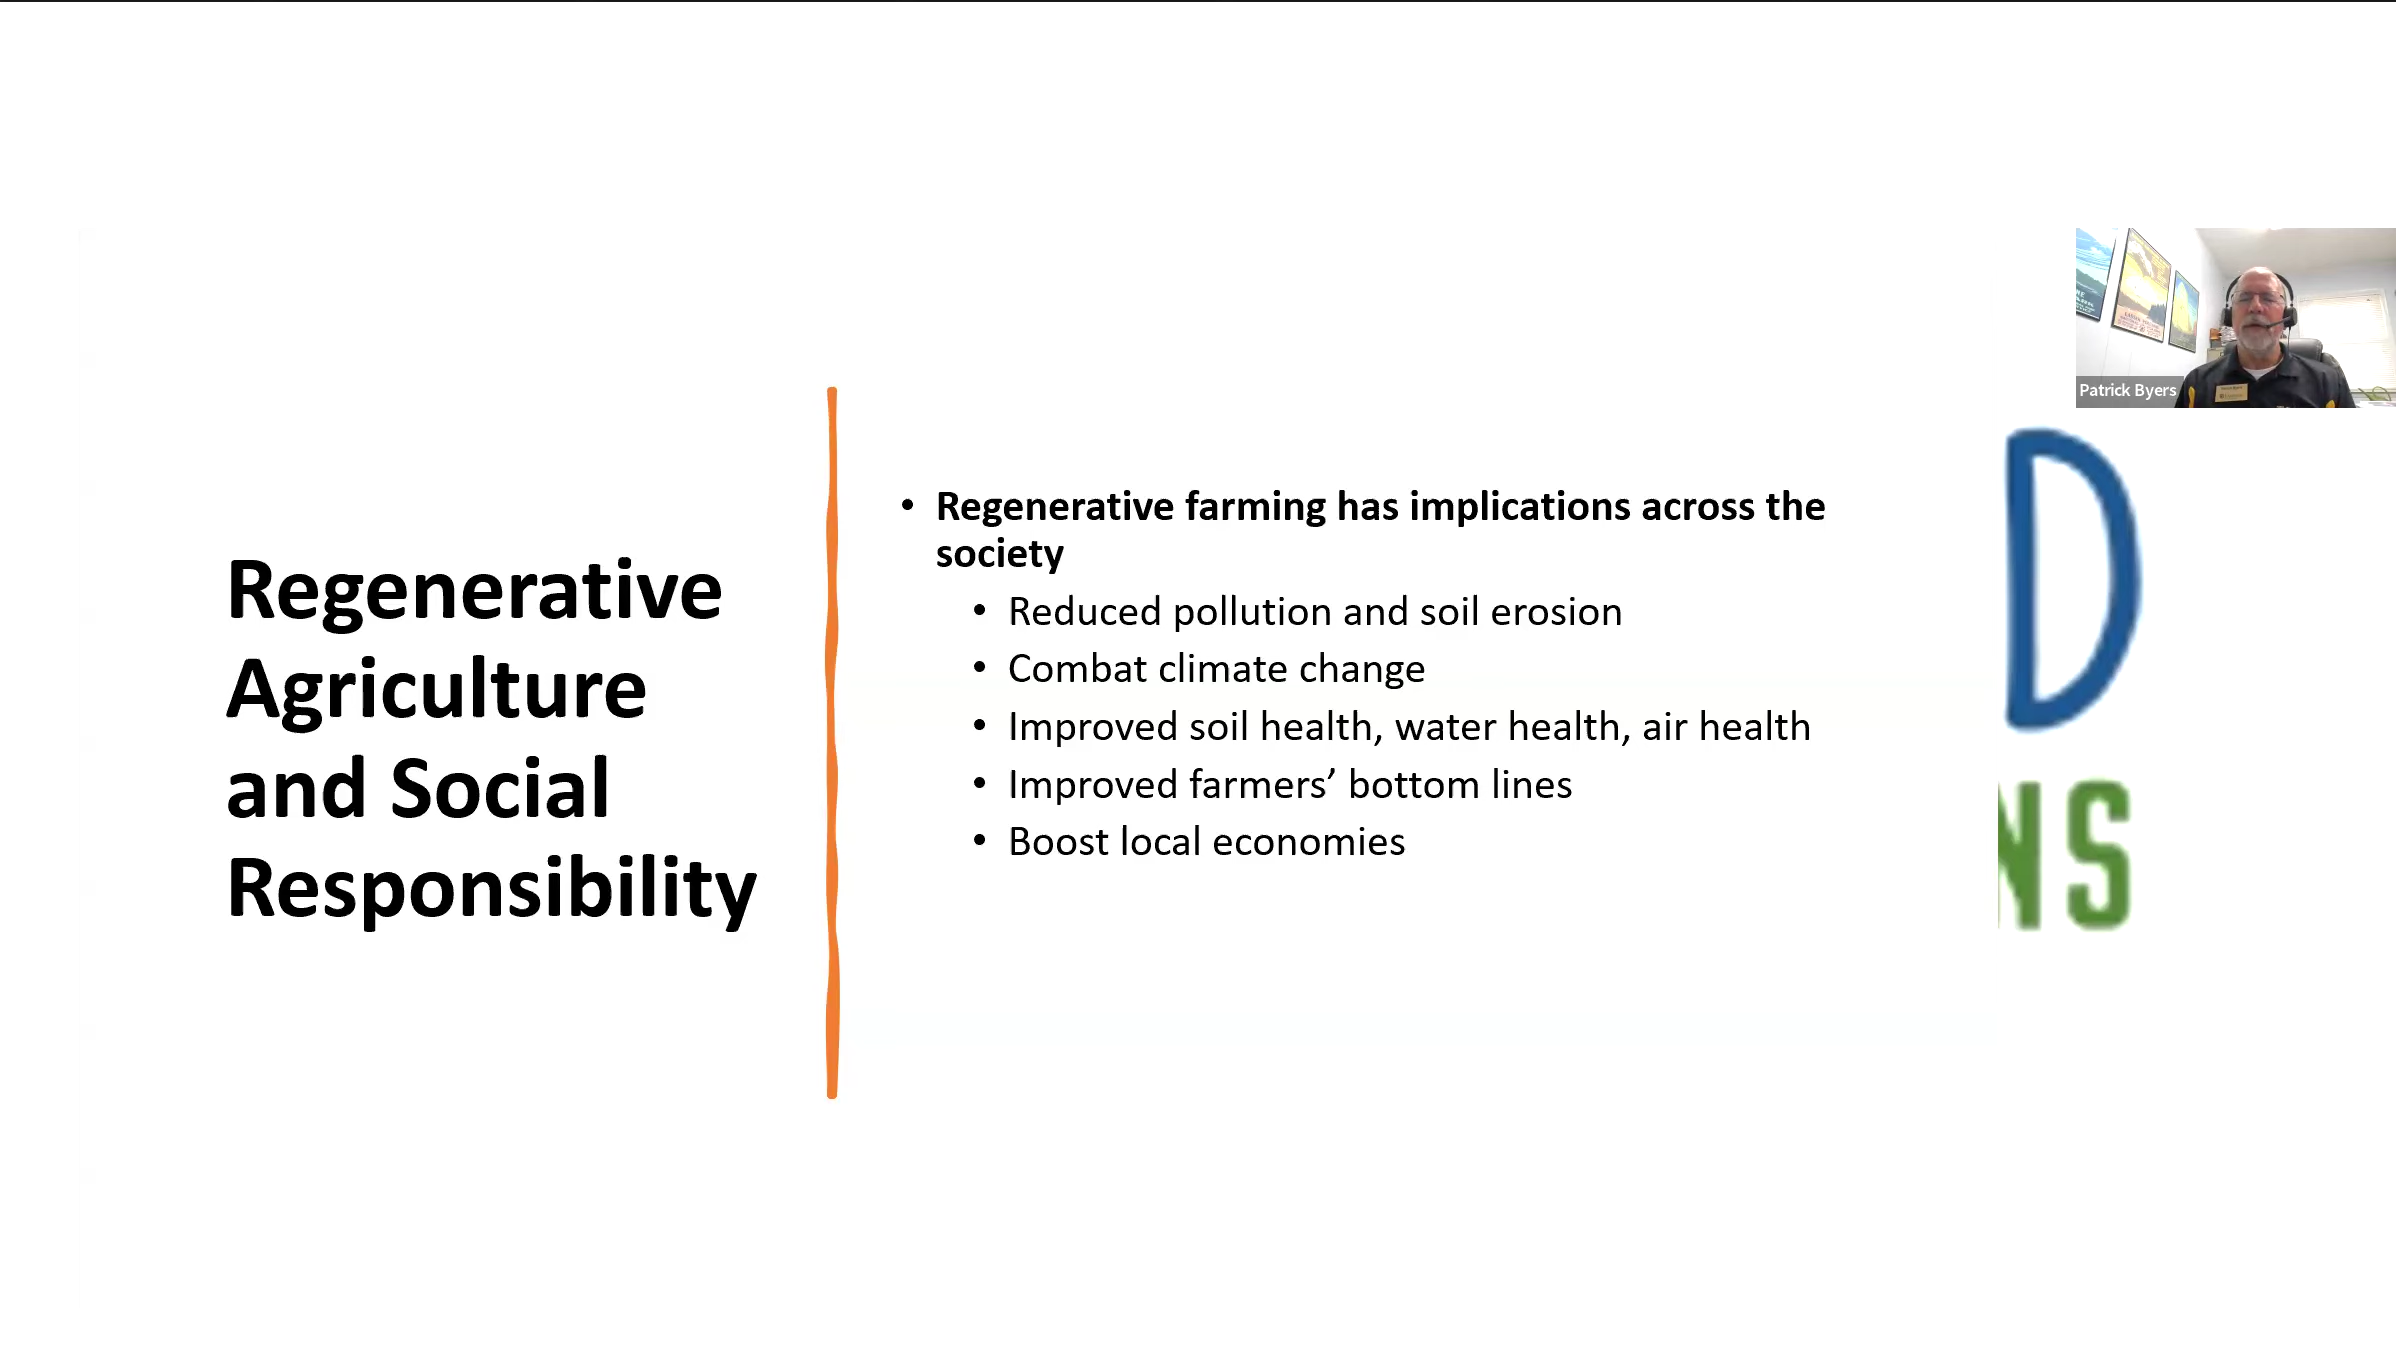 Regenerative
Agriculture
and Social
Responsibility
• Regenerative farming has implications across the
society
• Reduced pollution and soil erosion
• Combat climate change
• Improved soil health, water health, air health
• Improved farmers’ bottom lines
• Boost local economies
Patrick Byers
D
NS